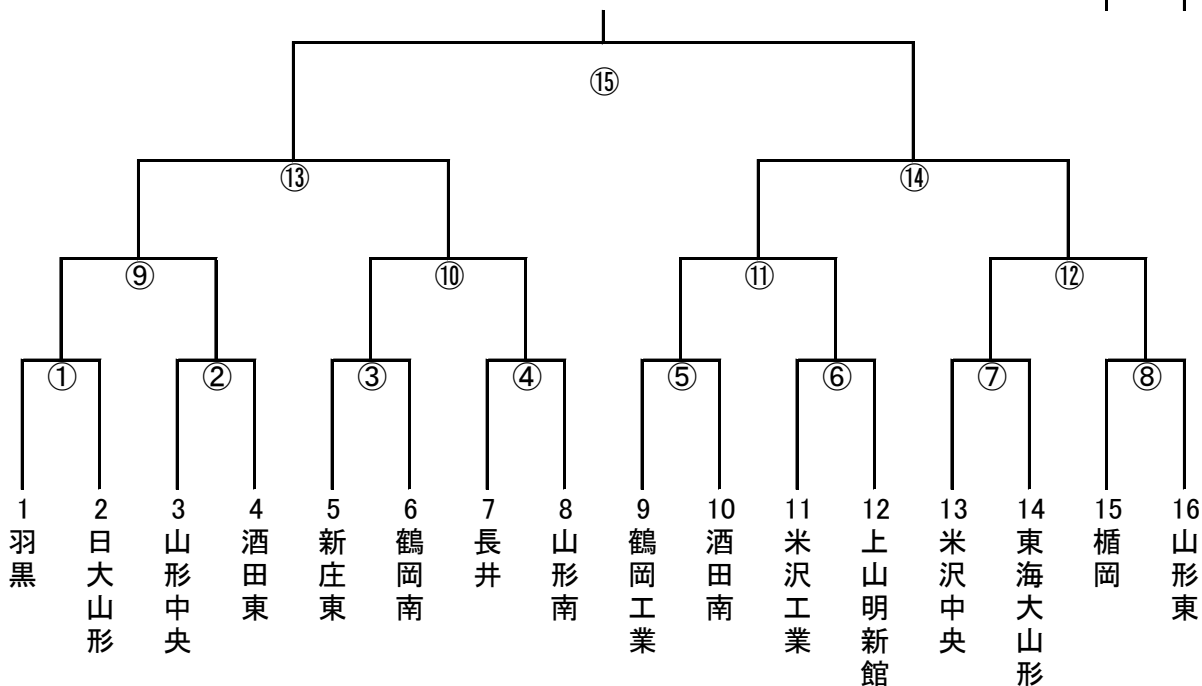 ⑮
⑬
⑭
⑨
⑩
⑪
⑫
①
②
③
④
⑤
⑥
⑦
⑧
1
羽黒
2
日大山形
3
山形中央
4
酒田東
5
新庄東
6
鶴岡南
7
長井
8
山形南
9
鶴岡工業
10
酒田南
11
米沢工業
12
上山明新館
13
米沢中央
14
東海大山形
15
楯岡
16
山形東